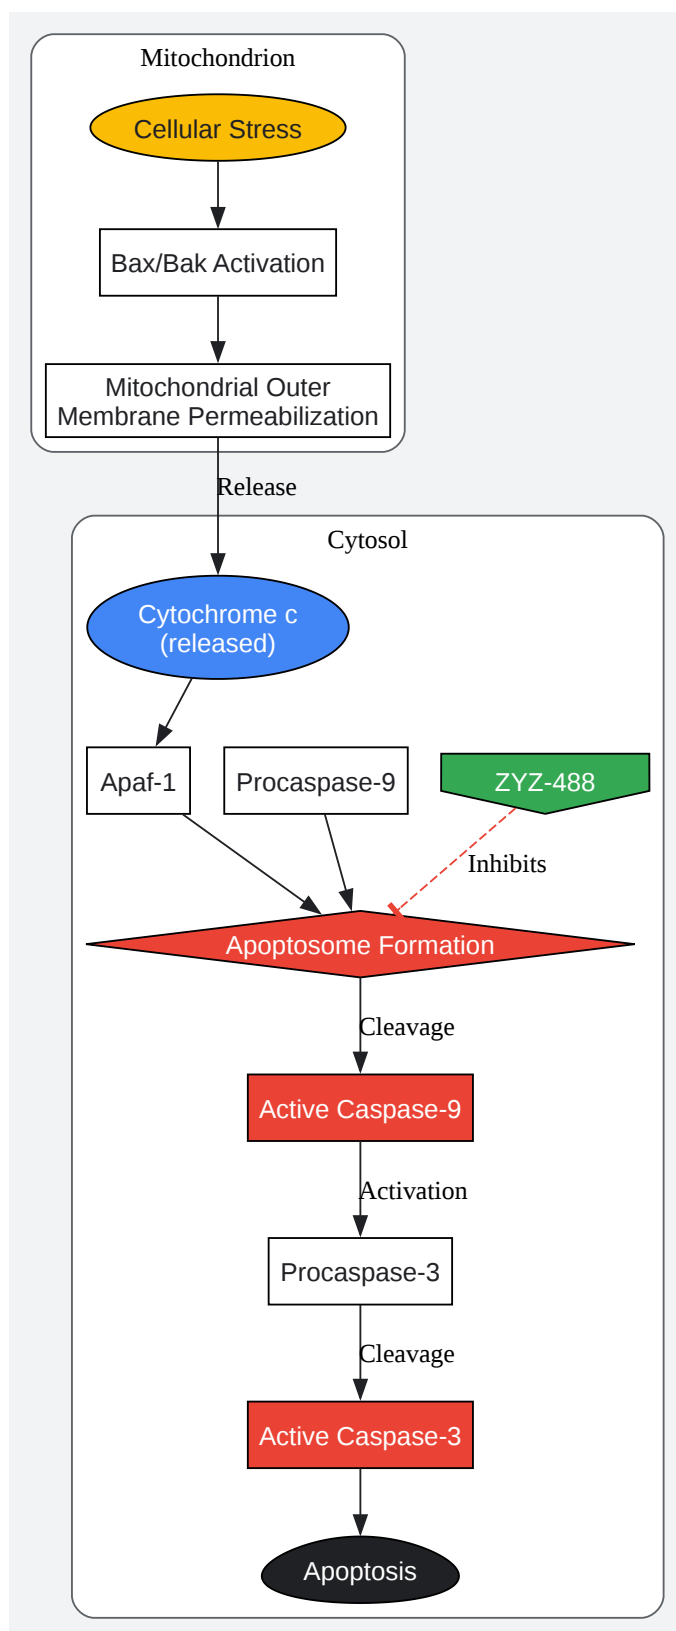 Mitochondrion
Cellular Stress
Bax/Bak Activation
Mitochondrial Outer
Membrane Permeabilization
Release
Cytosol
Cytochrome c
(released)
Apaf-1
Procaspase-9
ZYZ-488
Inhibits
Apoptosome Formation
Cleavage
Active Caspase-9
Activation
Procaspase-3
Cleavage
Active Caspase-3
Apoptosis